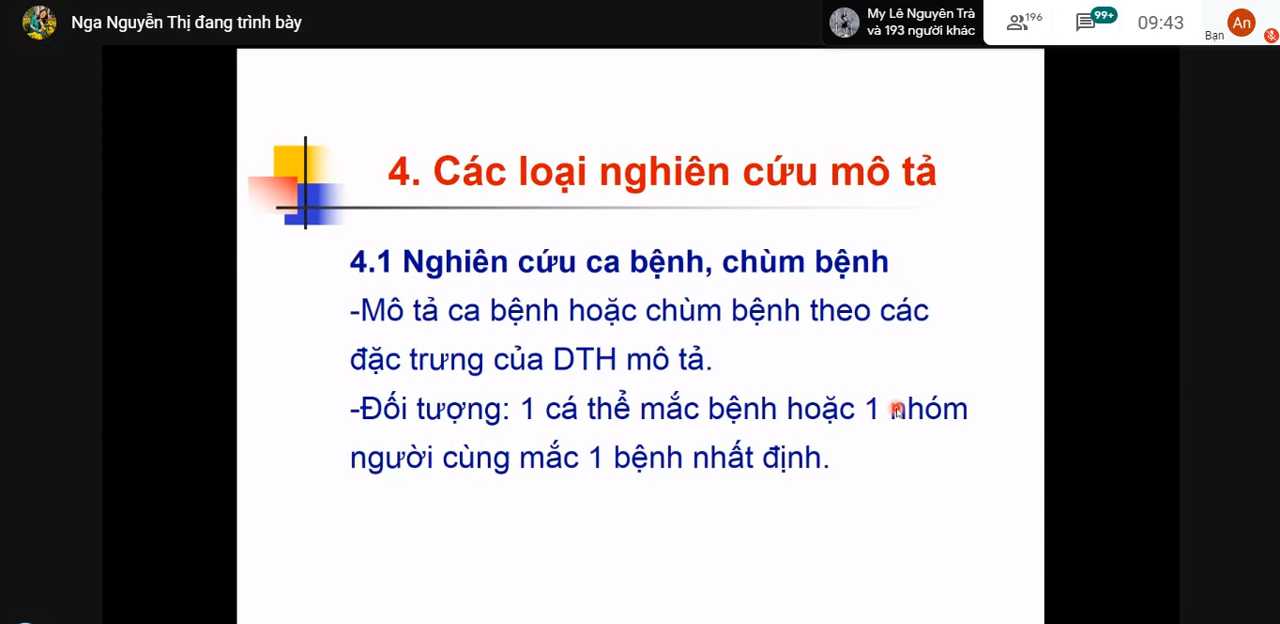 Nga Nguyễn Thị đang trình bày
My Lê Nguyên Trà
và 193 người khác
196
99+
09:43
Bạn
An
4. Các loại nghiên cứu mô tả
4.1 Nghiên cứu ca bệnh, chùm bệnh
-Mô tả ca bệnh hoặc chùm bệnh theo các
đặc trưng của DTH mô tả.
-Đối tượng: 1 cá thể mắc bệnh hoặc 1 nhóm
người cùng mắc 1 bệnh nhất định.